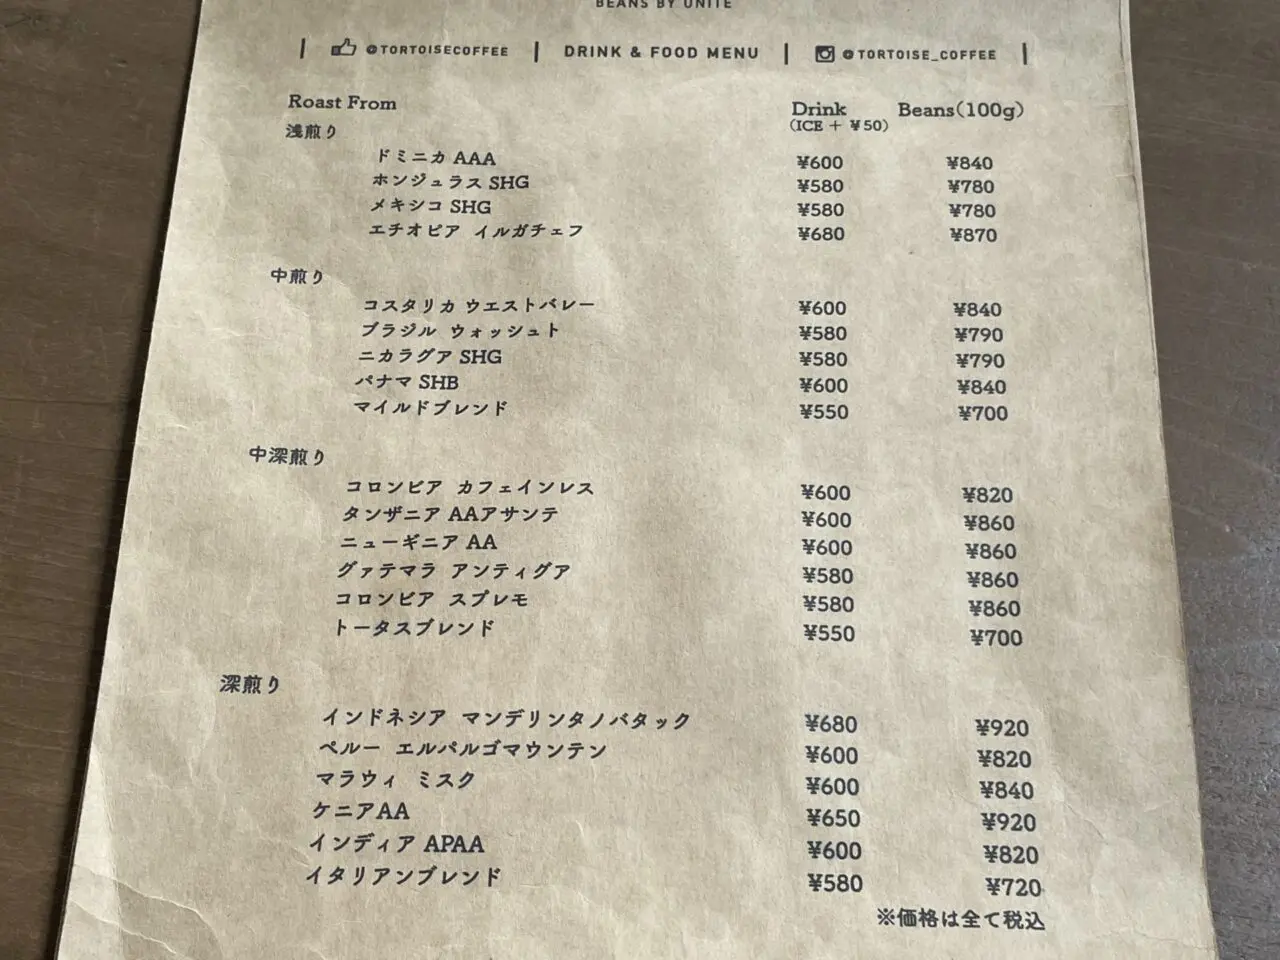 BEANS BY UNITE
| @TORTOISECOFFEE | DRINK & FOOD MENU | @TORTOISE_COFFEE |
Roast From Drink Beans(100g)
(ICE + ¥50)
浅煎り
ドミニカ AAA ¥600 ¥840
ホンジュラス SHG ¥580 ¥780
メキシコ SHG ¥580 ¥780
エチオピア イルガチェフ ¥680 ¥870
中煎り
コスタリカ ウエストバレー ¥600 ¥840
ブラジル ウォッシュト ¥580 ¥790
ニカラグア SHG ¥580 ¥790
パナマ SHB ¥600 ¥840
マイルドブレンド ¥550 ¥700
中深煎り
コロンビア カフェインレス ¥600 ¥820
タンザニア AAアサンテ ¥600 ¥860
ニューギニア AA ¥600 ¥860
グァテマラ アンティグア ¥580 ¥860
コロンビア スプレモ ¥580 ¥860
トータスブレンド ¥550 ¥700
深煎り
インドネシア マンデリンタノバタック ¥680 ¥920
ペルー エルパルゴマウンテン ¥600 ¥820
マラウィ ミスク ¥600 ¥840
ケニアAA ¥650 ¥920
インディア APAA ¥600 ¥820
イタリアンブレンド ¥580 ¥720
※価格は全て税込